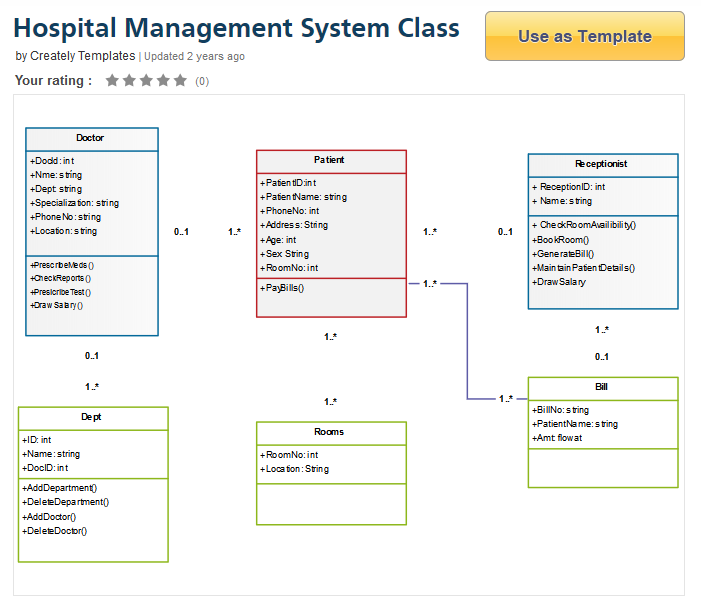 Hospital Management System Class
Use as Template
by Creately Templates | Updated 2 years ago
Your rating : (0)
Doctor
+DocId: int
+Nme: string
+Dept: string
+Specialization: string
+PhoneNo: string
+Location: string
+PrescribeMeds()
+CheckReports()
+PreslcribeTest()
+Draw Salary()
0..1
1..*
Patient
+PatientID:int
+PatientName: string
+PhoneNo: int
+Address: String
+Age: int
+Sex String
+RoomNo: int
+PayBills()
1..*
0..1
1..*
Receptionist
+ ReceptionID: int
+ Name: string
+ CheckRoomAvailibility()
+BookRoom()
+GenerateBill()
+MaintainPatientDetails()
+DrawSalary
0..1
1..*
1..*
1..*
1..*
0..1
1..*
Dept
+ID: int
+Name: string
+DocID: int
+AddDepartment()
+DeleteDepartment()
+AddDoctor()
+DeleteDoctor()
Rooms
+RoomNo: int
+Location: String
Bill
+BillNo: string
+PatientName: string
+Amt: flowat